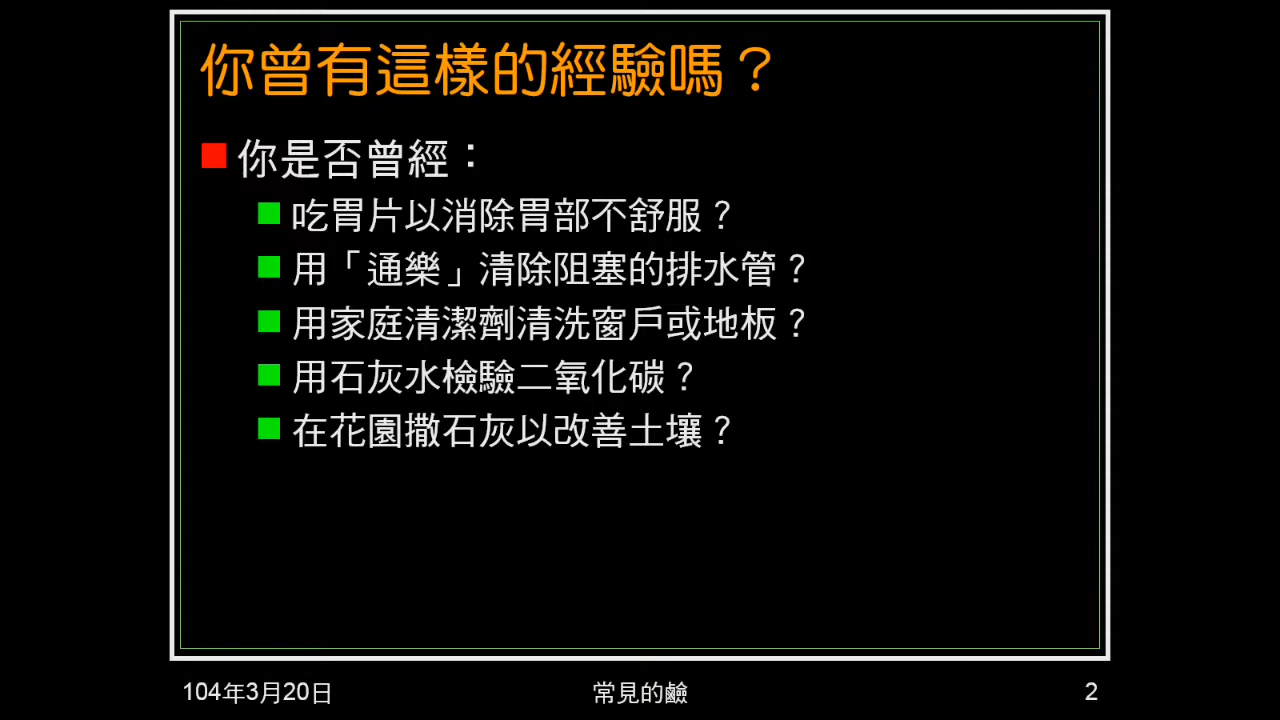 你曾有這樣的經驗嗎？
你是否曾經：
吃胃片以消除胃部不舒服？
用「通樂」清除阻塞的排水管？
用家庭清潔劑清洗窗戶或地板？
用石灰水檢驗二氧化碳？
在花園撒石灰以改善土壤？
104年3月20日
常見的鹼
2